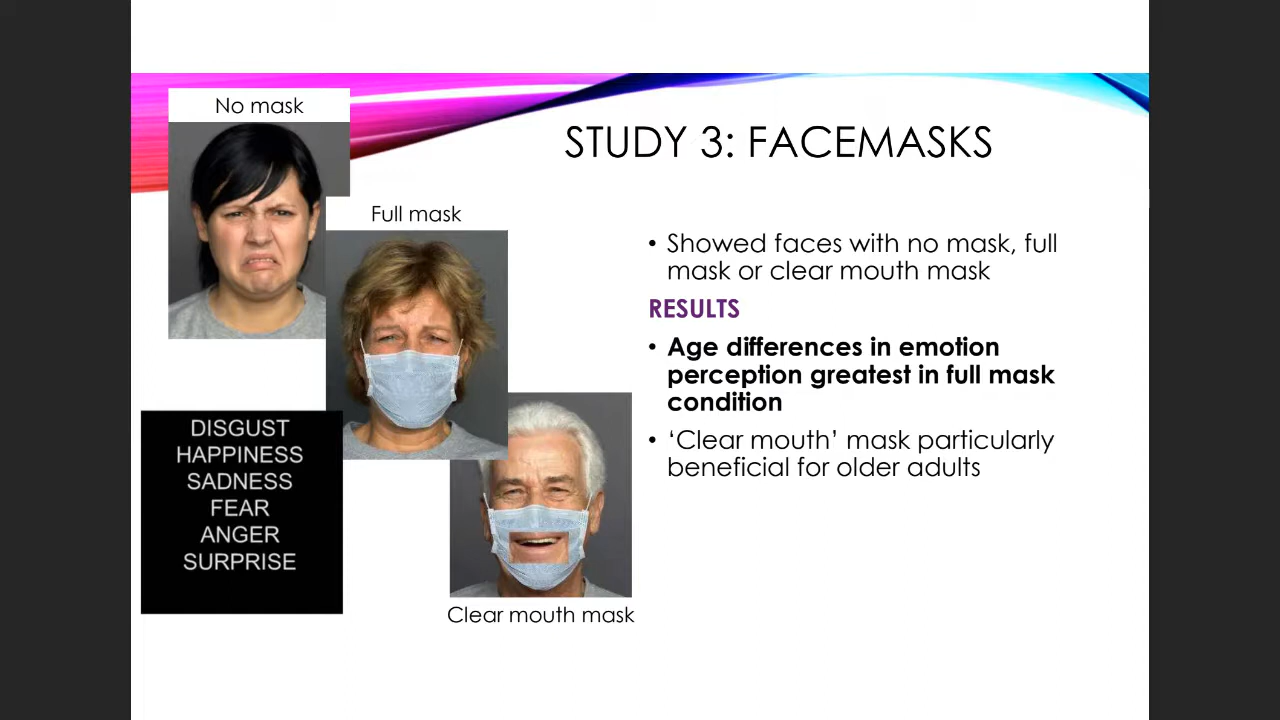 No mask
STUDY 3: FACEMASKS
Full mask
• Showed faces with no mask, full
mask or clear mouth mask
RESULTS
• Age differences in emotion
perception greatest in full mask
condition
• ‘Clear mouth’ mask particularly
beneficial for older adults
DISGUST
HAPPINESS
SADNESS
FEAR
ANGER
SURPRISE
Clear mouth mask